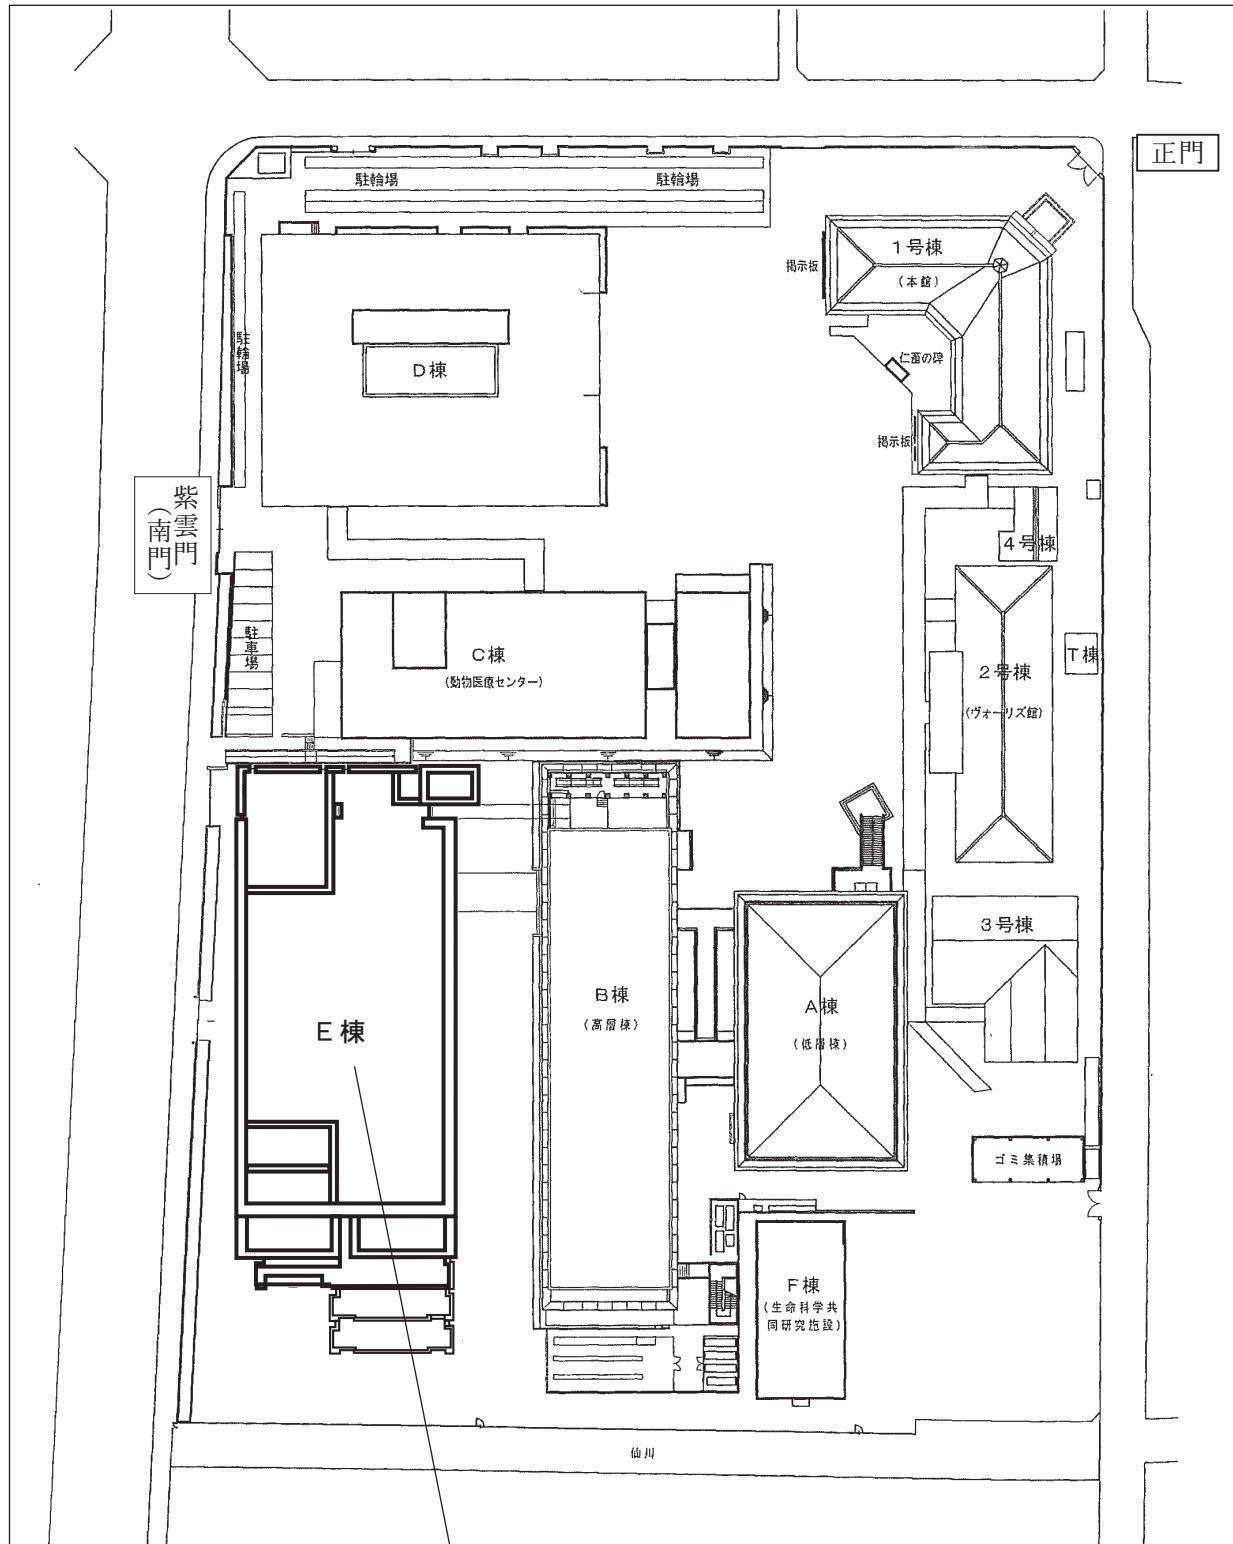 正門
駐輪場
駐輪場
1号棟
(本館)
掲示板
駐輪場
D棟
仁畜の碑
掲示板
紫雲門
(南門)
4号棟
駐車場
C棟
(動物医療センター)
T棟
2号棟
(ヴォーリズ館)
3号棟
B棟
(高層棟)
A棟
(低層棟)
E棟
ゴミ集積場
F棟
(生命科学共
同研究施設)
仙川